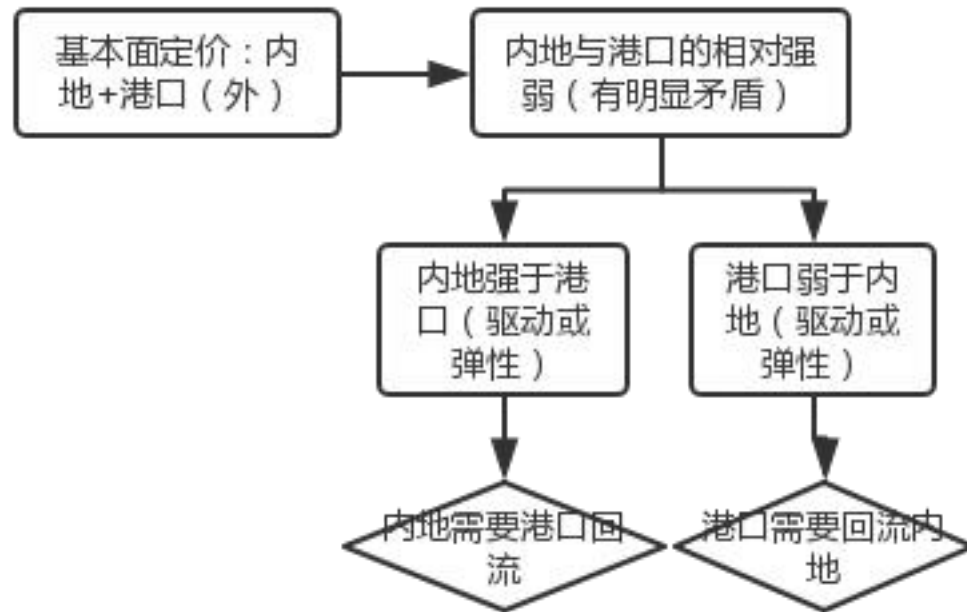 基本面定价：内
地+港口（外）
内地与港口的相对强
弱（有明显矛盾）
内地强于港
口（驱动或
弹性）
港口弱于内
地（驱动或
弹性）
内地需要港口回
流
港口需要回流内
地